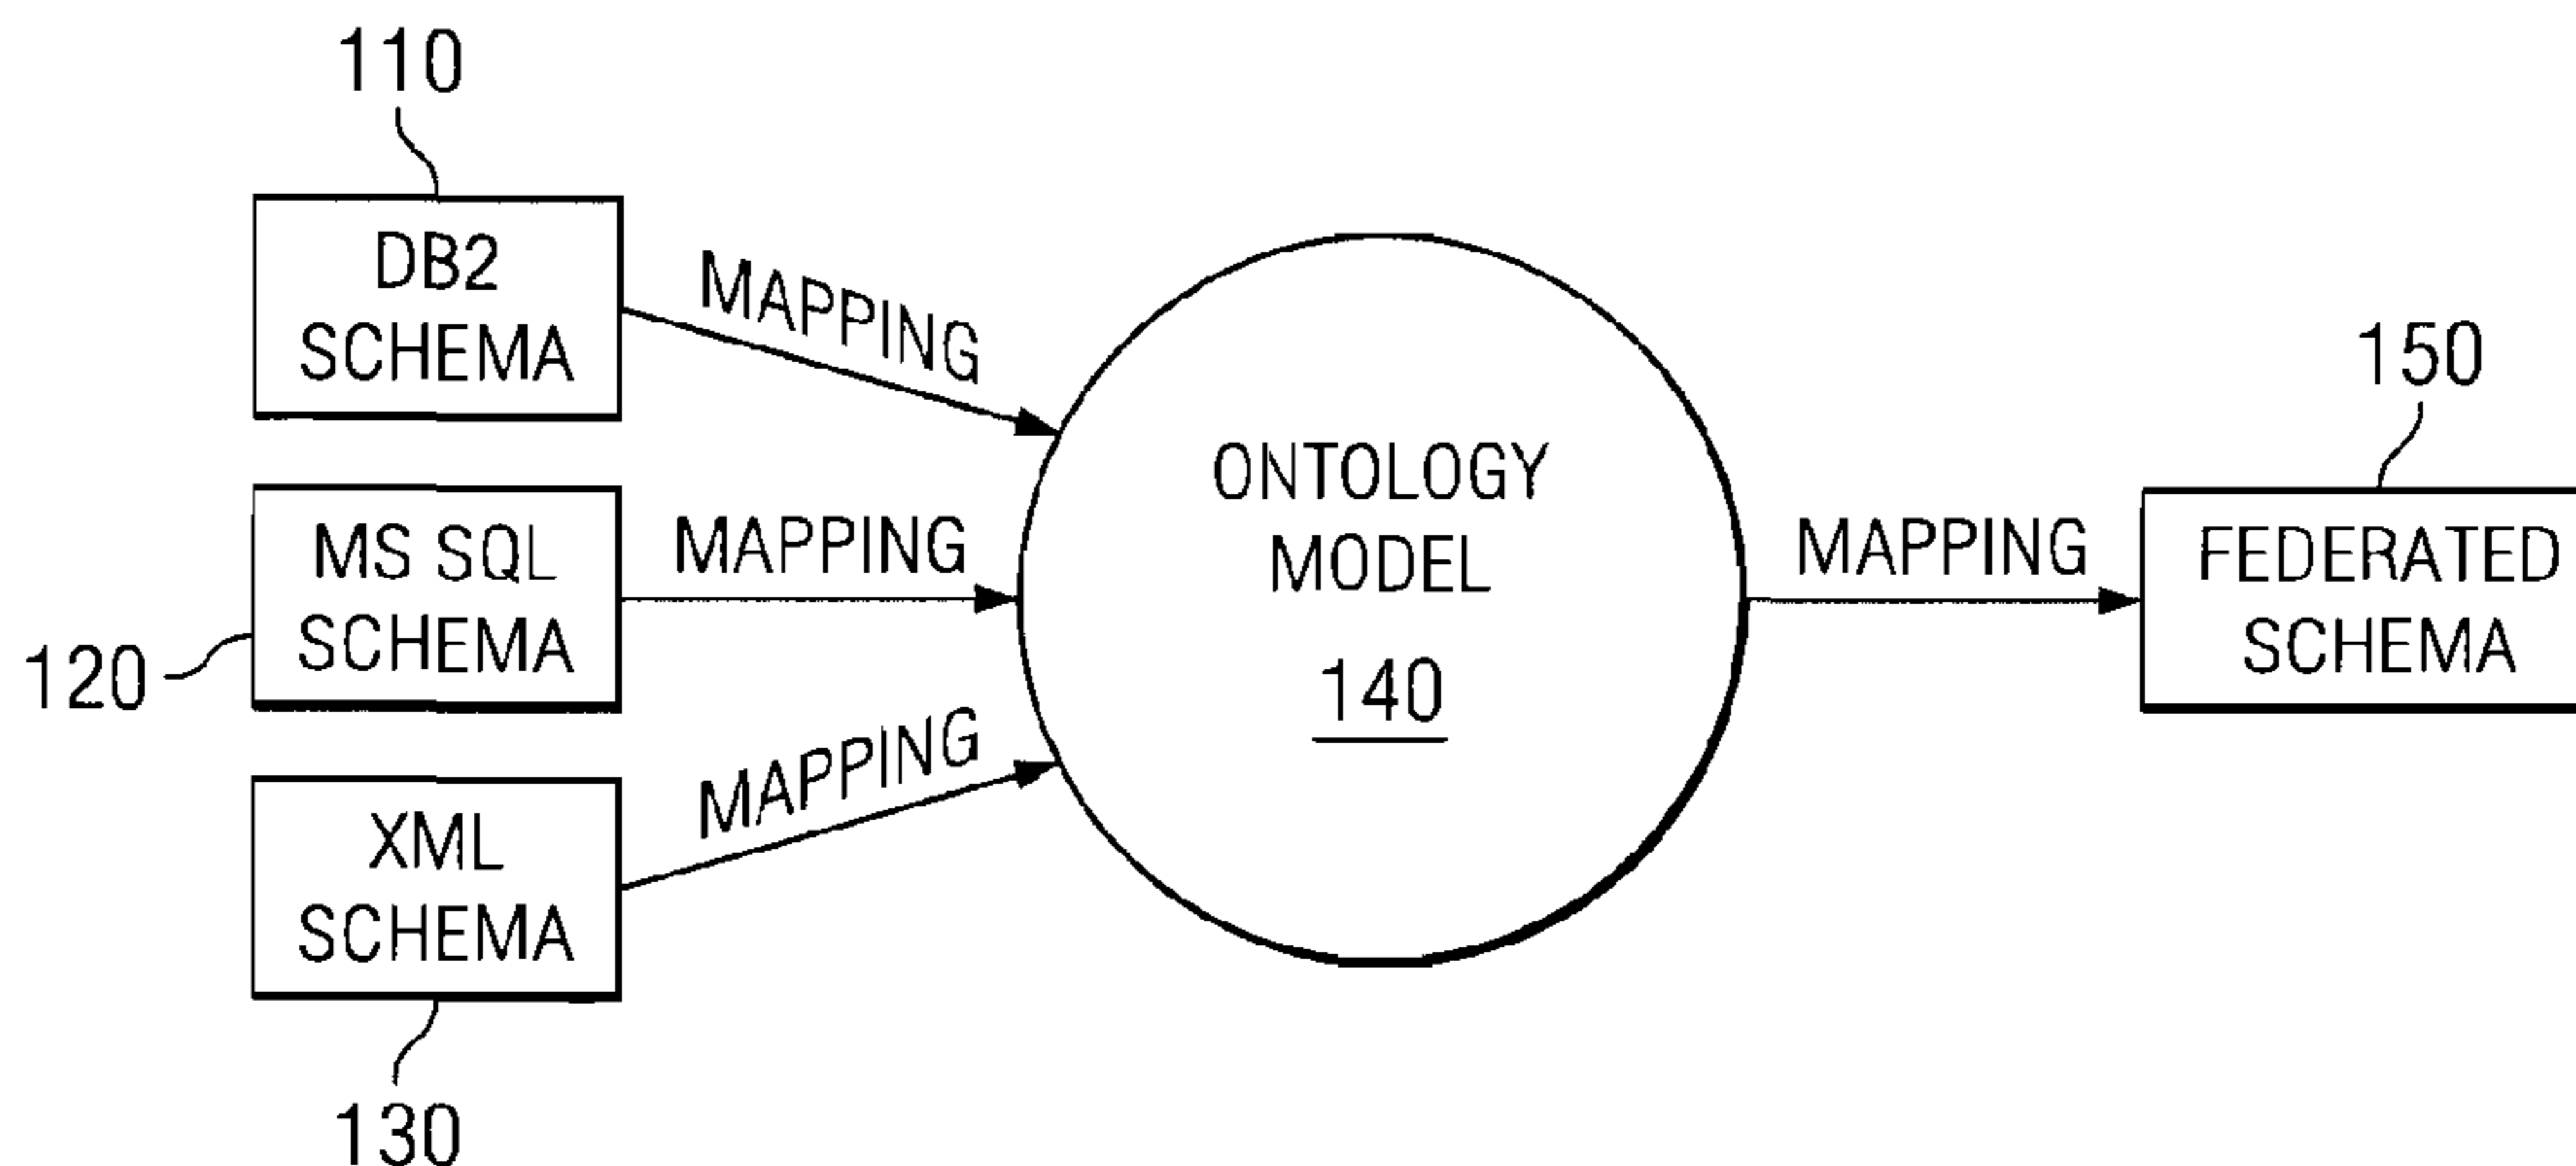 110
DB2
SCHEMA
MAPPING
120
MS SQL
SCHEMA
MAPPING
XML
SCHEMA
MAPPING
130
ONTOLOGY
MODEL
140
MAPPING
150
FEDERATED
SCHEMA